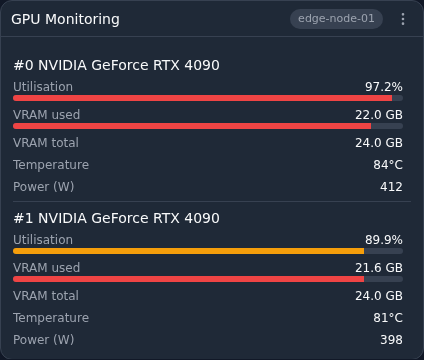 GPU Monitoring edge-node-01
#0 NVIDIA GeForce RTX 4090
Utilisation 97.2%
VRAM used 22.0 GB
VRAM total 24.0 GB
Temperature 84°C
Power (W) 412
#1 NVIDIA GeForce RTX 4090
Utilisation 89.9%
VRAM used 21.6 GB
VRAM total 24.0 GB
Temperature 81°C
Power (W) 398